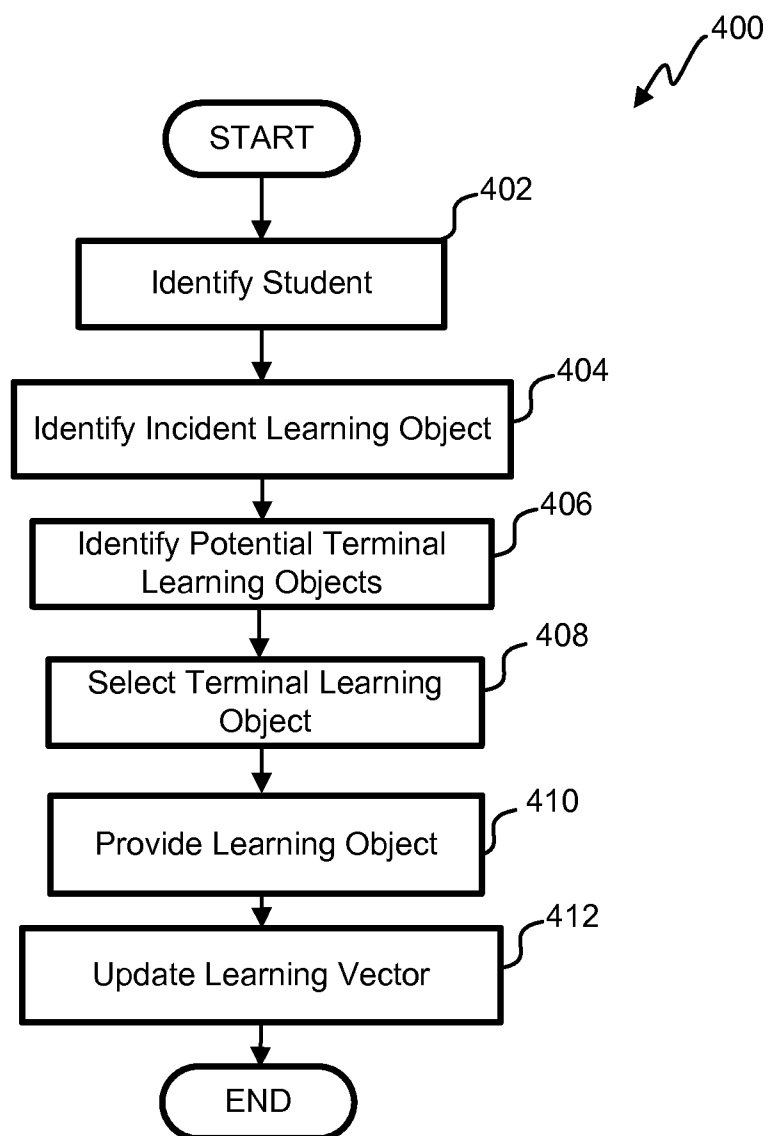 400
START
402
Identify Student
404
Identify Incident Learning Object
406
Identify Potential Terminal
Learning Objects
408
Select Terminal Learning
Object
410
Provide Learning Object
412
Update Learning Vector
END